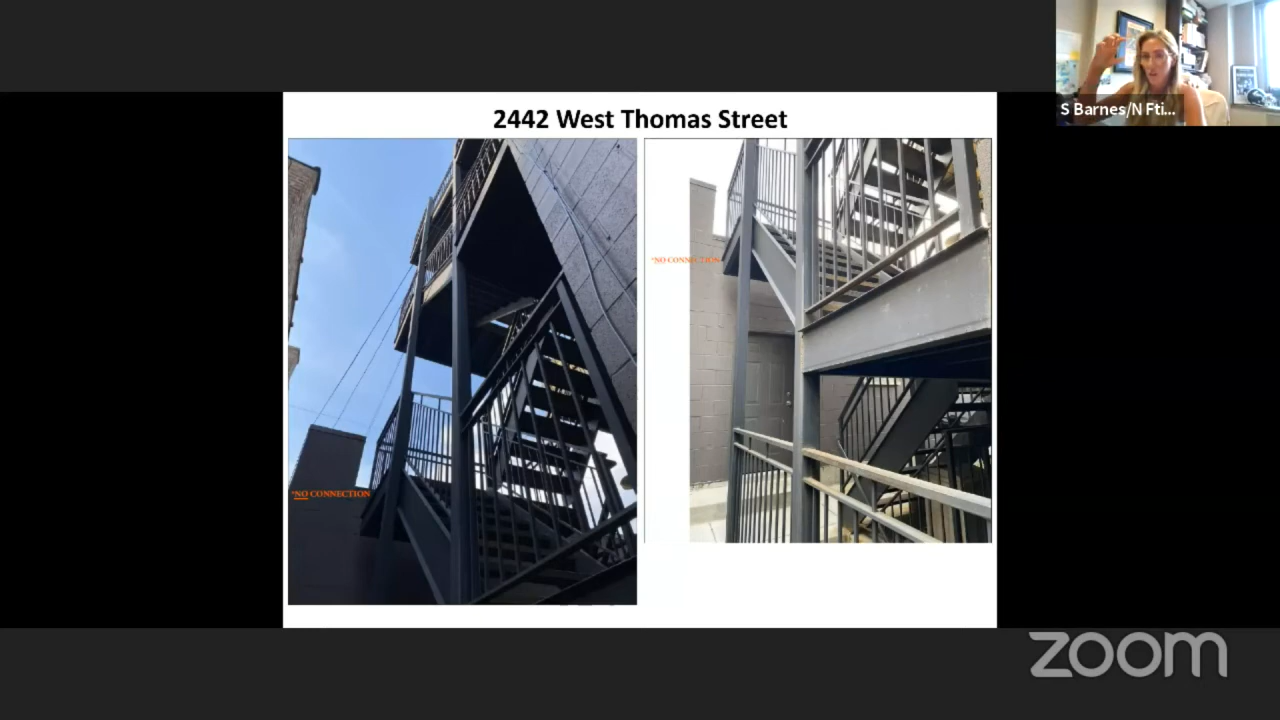 2442 West Thomas Street
S Barnes/N Fti...
*NO CONNECTION
*NO CONNECTION
zoom